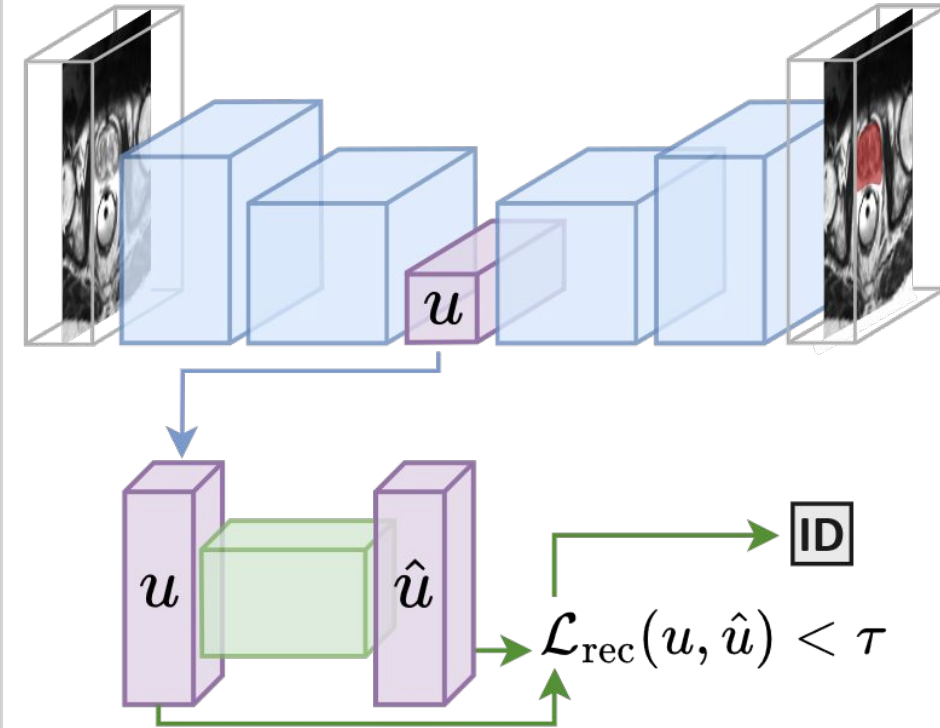 u
ID
u
û
ℒrec(u, û) < τ